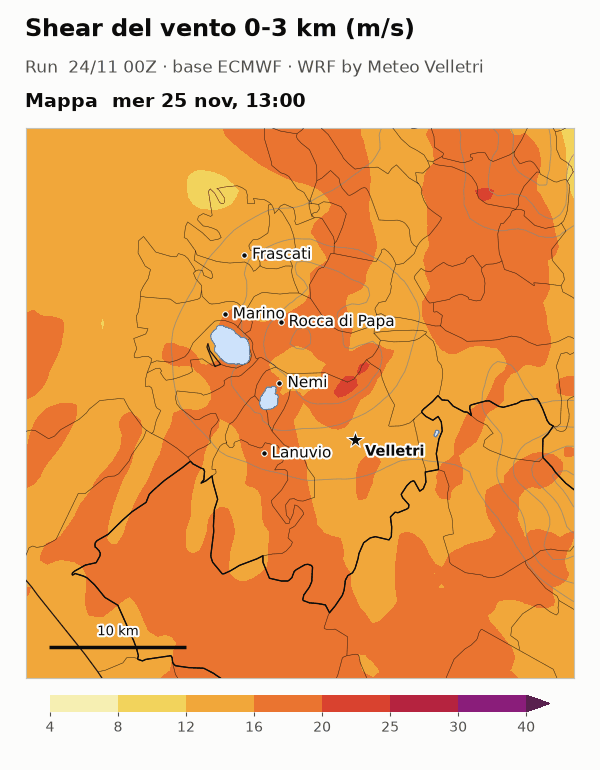 Shear del vento 0-3 km (m/s)
Run  24/11 00Z · base ECMWF · WRF by Meteo Velletri
Mappa  mer 25 nov, 13:00
Frascati
Marino
Rocca di Papa
Nemi
Velletri
Lanuvio
10 km
4 8 12 16 20 25 30 40